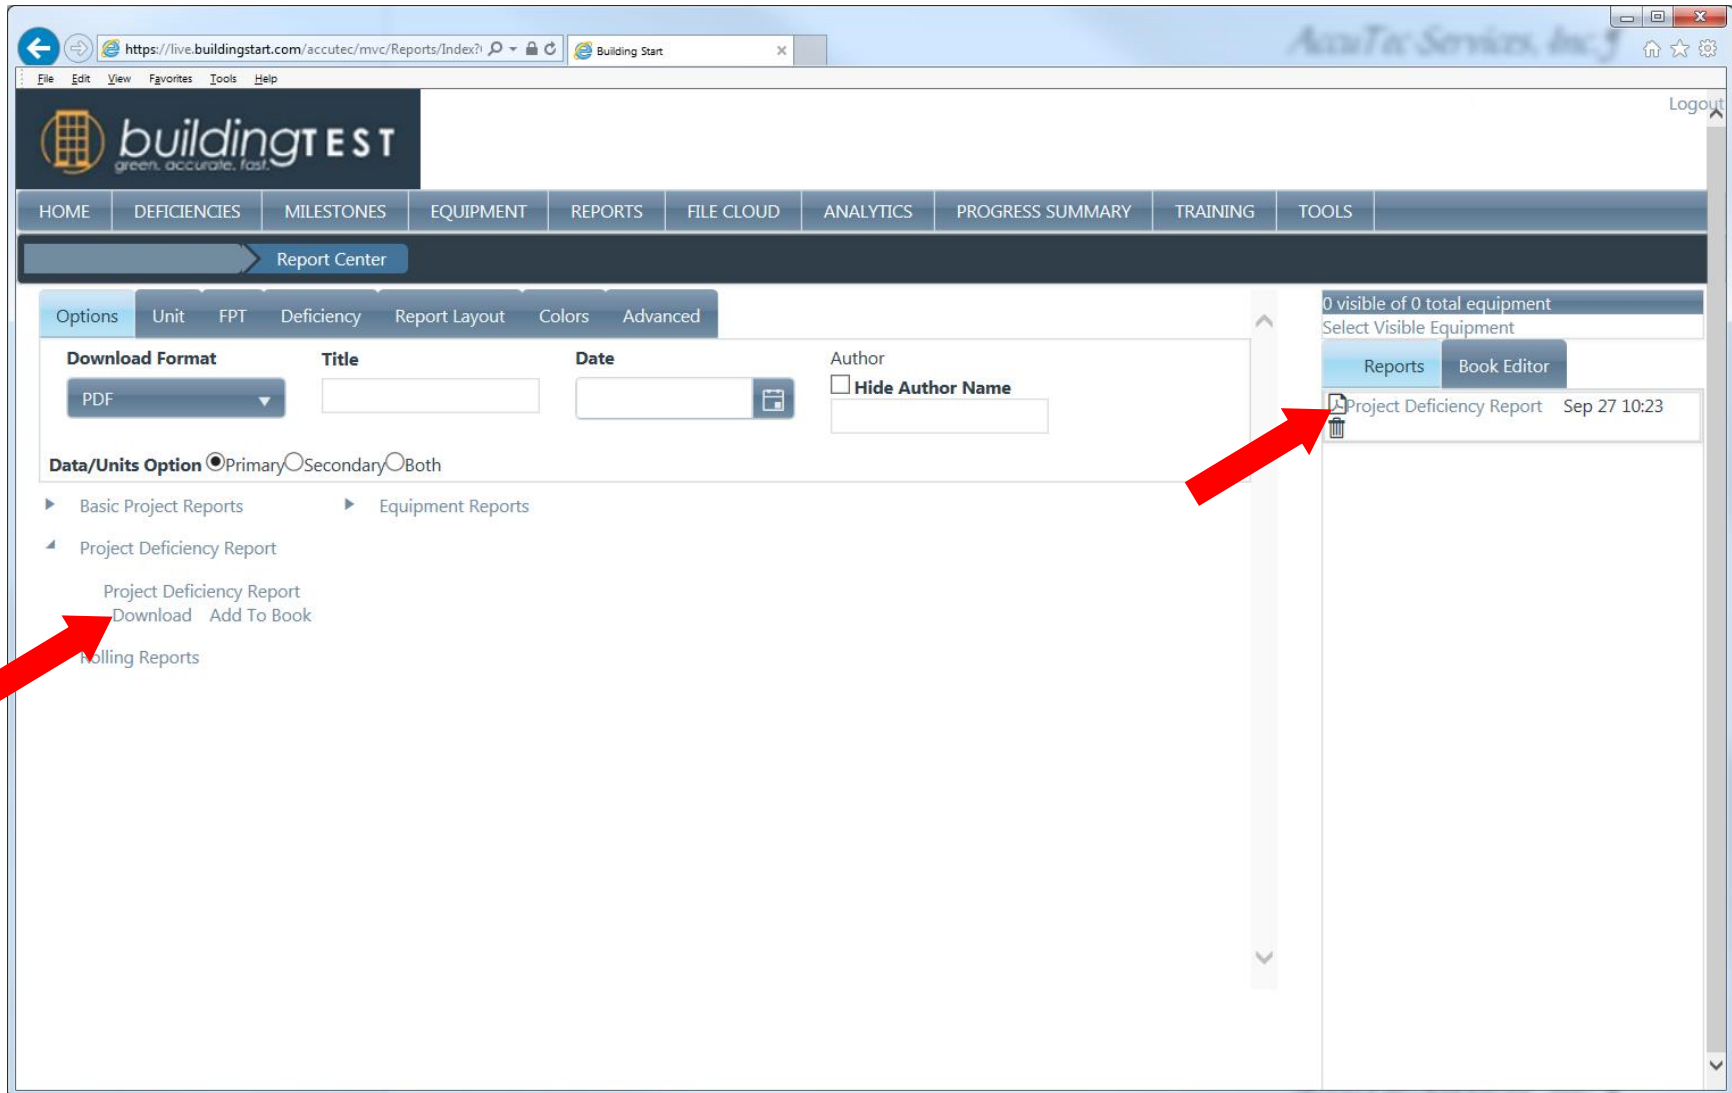 AccuTec Services, Inc.
https://live.buildingstart.com/accutec/mvc/Reports/Index?
Building Start
File Edit View Favorites Tools Help
Logout
buildingTEST
green. accurate. fast.
HOME DEFICIENCIES MILESTONES EQUIPMENT REPORTS FILE CLOUD ANALYTICS PROGRESS SUMMARY TRAINING TOOLS
Report Center
Options Unit FPT Deficiency Report Layout Colors Advanced
0 visible of 0 total equipment
Select Visible Equipment
Download Format Title Date Author
Reports Book Editor
PDF
Hide Author Name
Project Deficiency Report Sep 27 10:23
Data/Units Option Primary Secondary Both
Basic Project Reports Equipment Reports
Project Deficiency Report
Project Deficiency Report
Download Add To Book
Rolling Reports